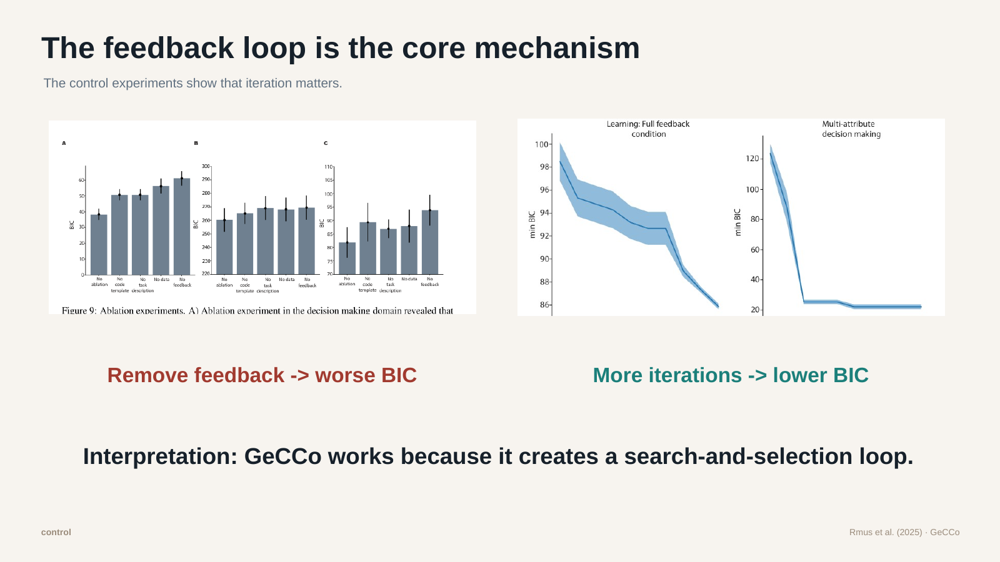 The feedback loop is the core mechanism
The control experiments show that iteration matters.
A
B
C
60
50
40
30
20
10
0
BIC
No ablation
No code template
No task description
No data
No feedback
300
290
280
270
260
250
240
230
220
BIC
No ablation
No code template
No task description
No data
No feedback
110
105
100
95
90
85
80
75
70
BIC
No ablation
No code template
No task description
No data
No feedback
Figure 9: Ablation experiments. A) Ablation experiment in the decision making domain revealed that
Learning: Full feedback
condition
100
98
96
94
92
90
88
86
min BIC
Multi-attribute
decision making
120
100
80
60
40
20
min BIC
Remove feedback -> worse BIC
More iterations -> lower BIC
Interpretation: GeCCo works because it creates a search-and-selection loop.
control
Rmus et al. (2025) · GeCCo